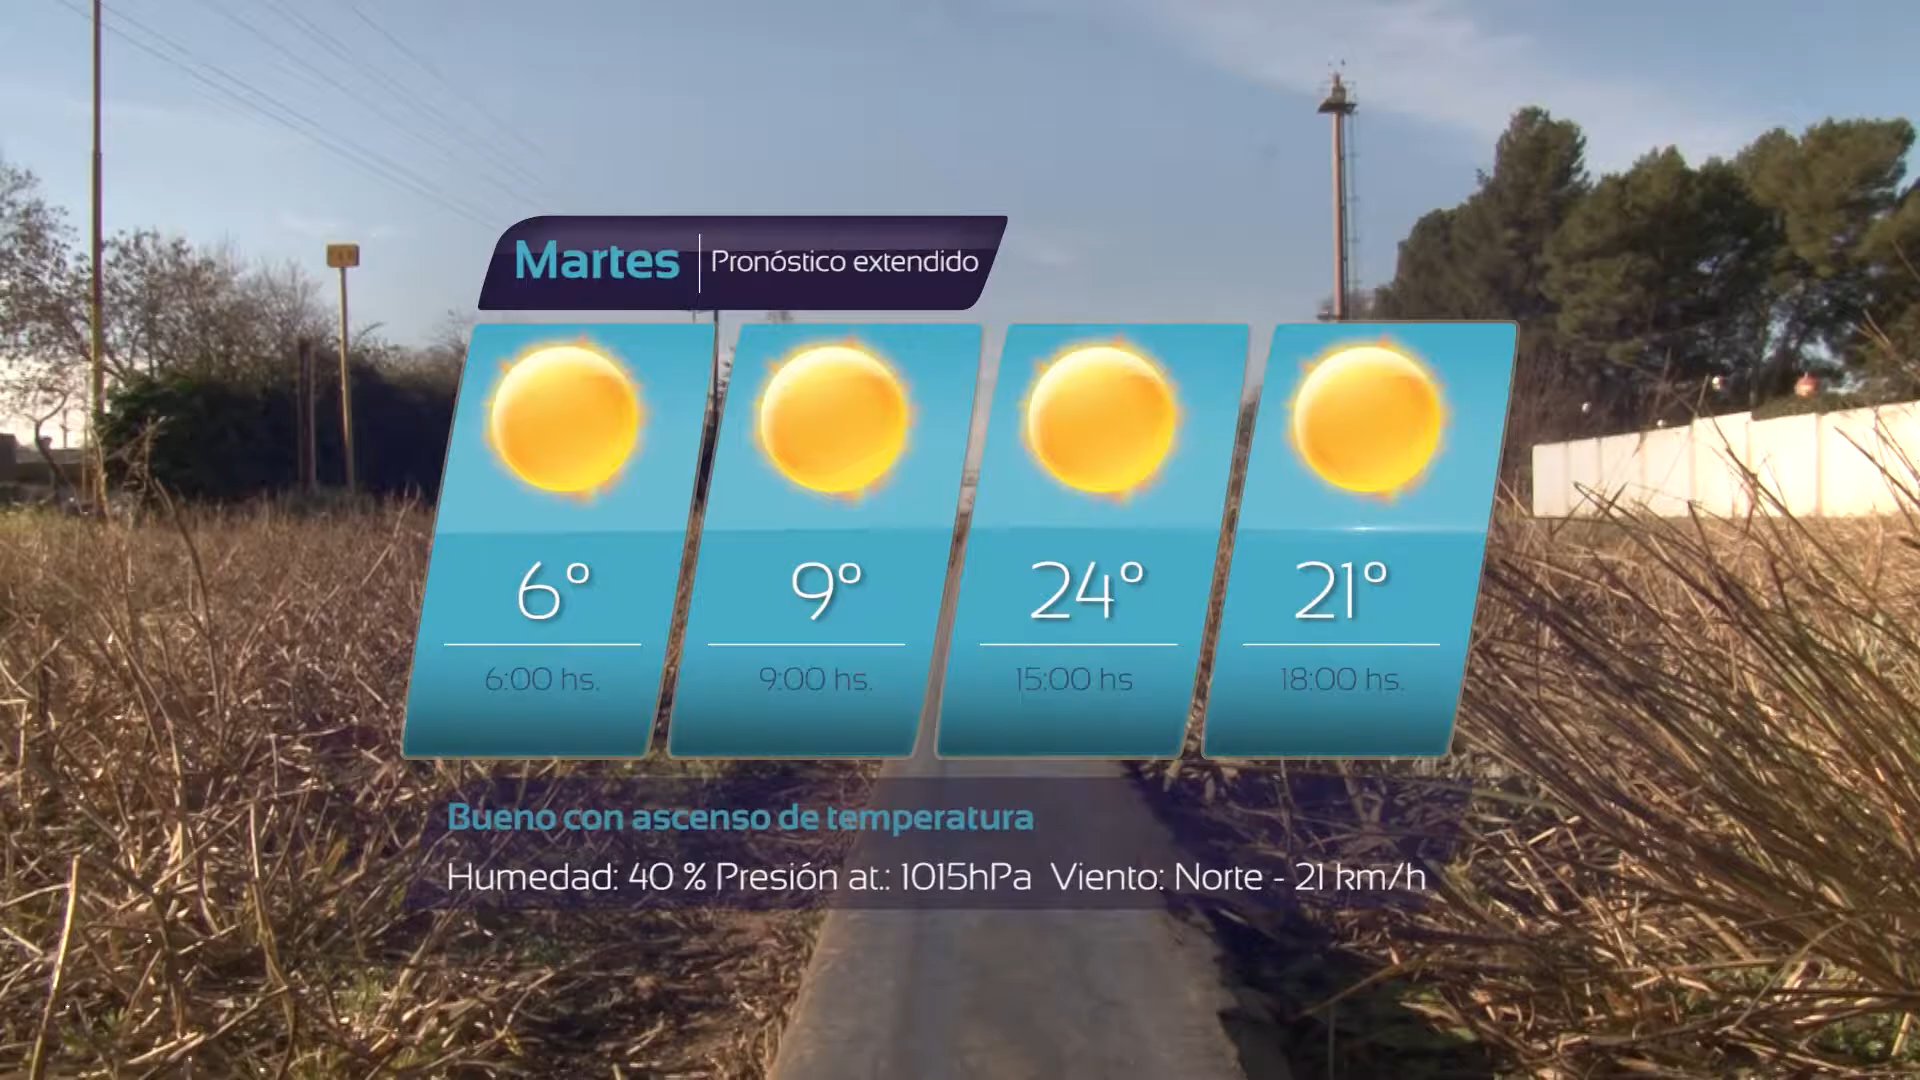 Martes
Pronóstico extendido
6° 9° 24° 21°
6:00 hs. 9:00 hs. 15:00 hs 18:00 hs.
Bueno con ascenso de temperatura
Humedad: 40 % Presión at.: 1015hPa Viento: Norte - 21 km/h